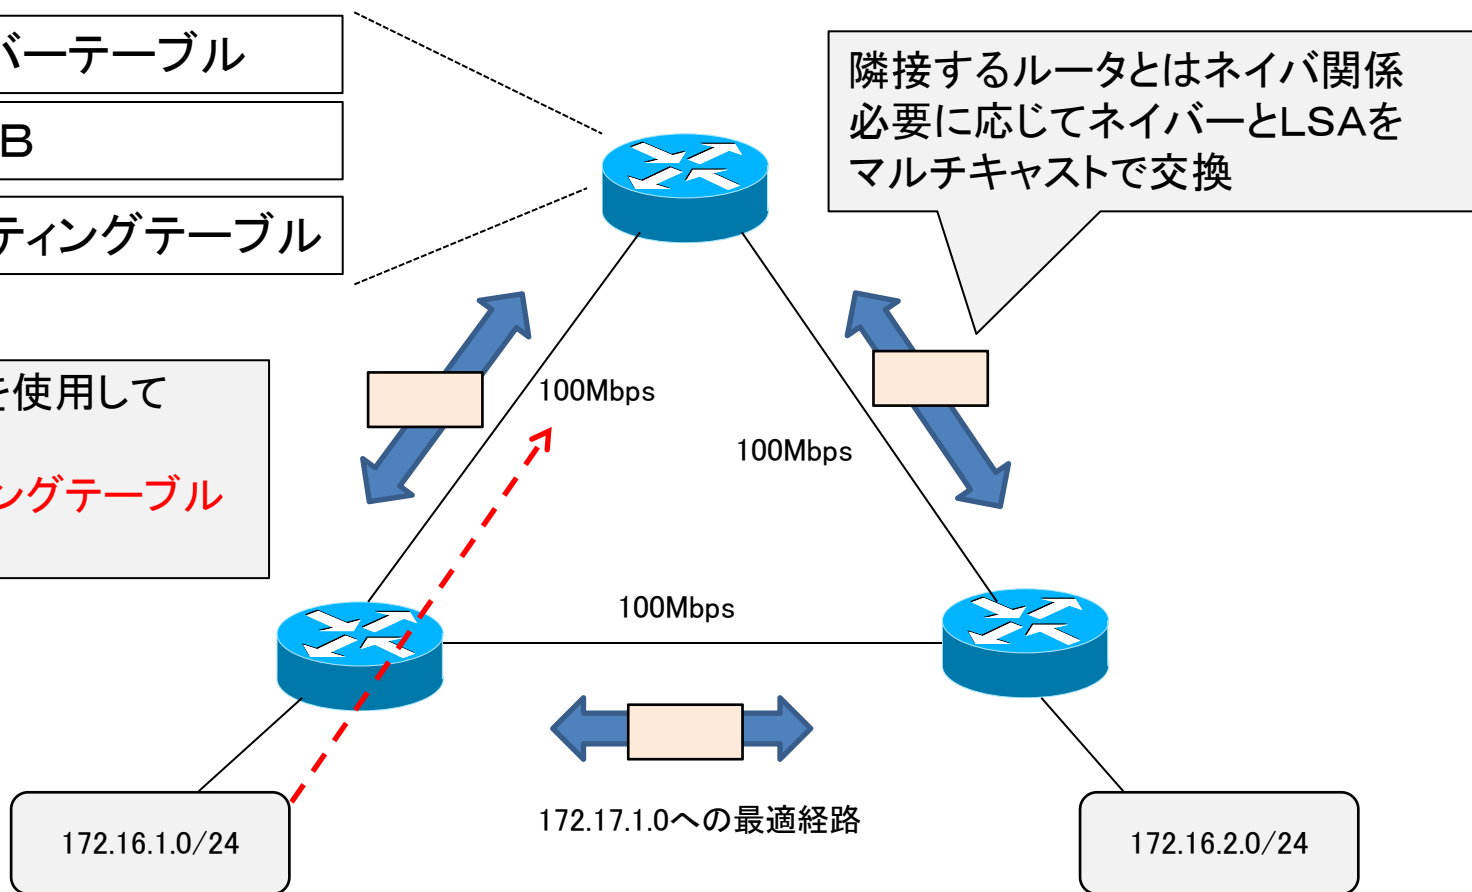 バーテーブル
B
ティングテーブル
隣接するルータとはネイバ関係
必要に応じてネイバーとLSAを
マルチキャストで交換
を使用して
ングテーブル
100Mbps
100Mbps
100Mbps
172.17.1.0への最適経路
172.16.1.0/24
172.16.2.0/24